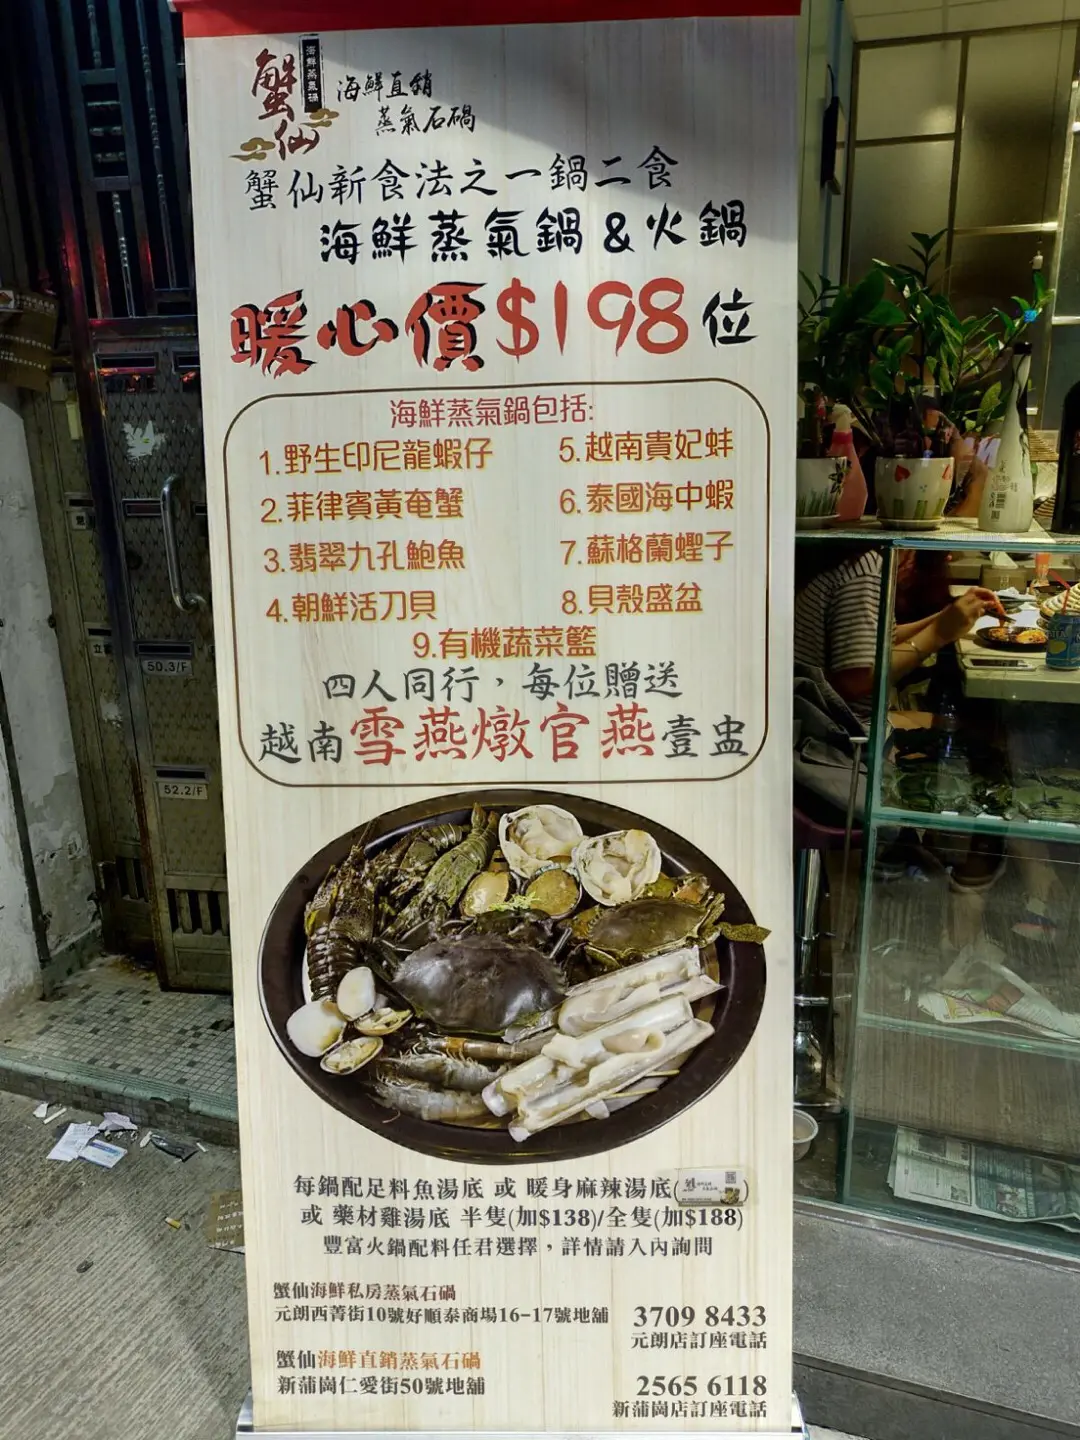 蟹仙
海鮮蒸氣鍋
海鮮直銷
蒸氣石鍋
蟹仙新食法之一鍋二食
海鮮蒸氣鍋&火鍋
暖心價$198位
海鮮蒸氣鍋包括:
1.野生印尼龍蝦仔
5.越南貴妃蚌
2.菲律賓黃奄蟹
6.泰國海中蝦
3.翡翠九孔鮑魚
7.蘇格蘭蟶子
4.朝鮮活刀貝
8.貝殼盛盆
9.有機蔬菜籃
四人同行，每位贈送
越南雪燕燉官燕壹盅
每鍋配足料魚湯底 或 暖身麻辣湯底(
或 藥材雞湯底 半隻(加$138)/全隻(加$188)
豐富火鍋配料任君選擇，詳情請入內詢問
蟹仙海鮮私房蒸氣石鍋
元朗西菁街10號好順泰商場16-17號地舖
3709 8433
元朗店訂座電話
蟹仙海鮮直銷蒸氣石鍋
新蒲崗仁愛街50號地舖
2565 6118
新蒲崗店訂座電話
50.3/F
52.2/F